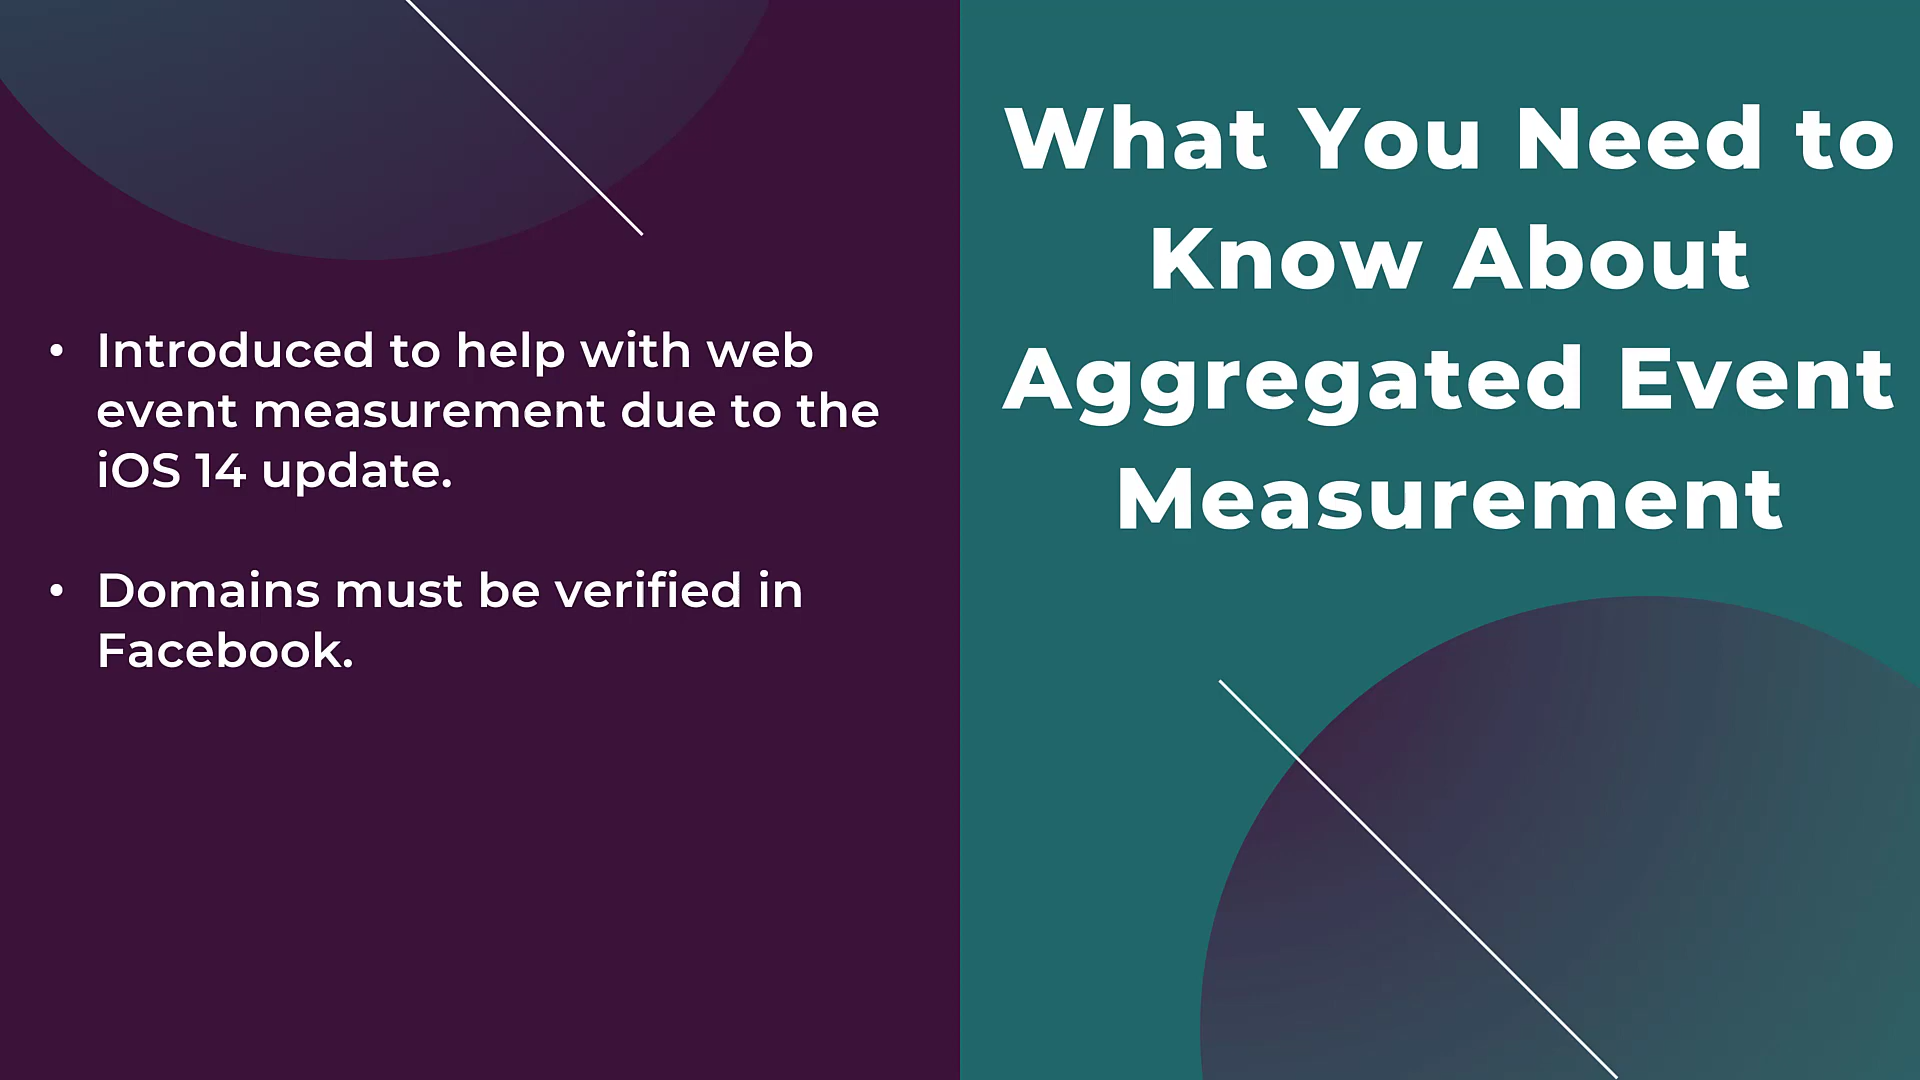 What You Need to
Know About
Aggregated Event
Measurement
• Introduced to help with web
event measurement due to the
iOS 14 update.
• Domains must be verified in
Facebook.